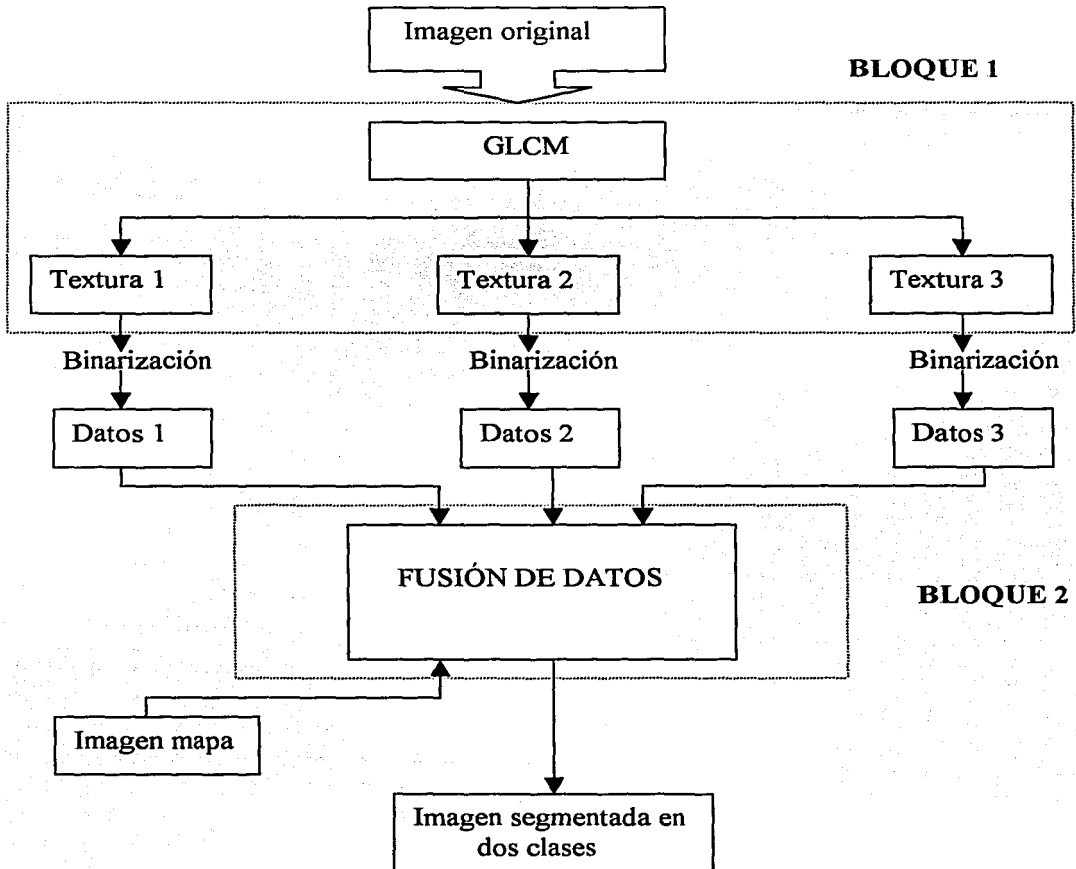 Imagen original
BLOQUE 1
GLCM
Textura 1
Textura 2
Textura 3
Binarización
Binarización
Binarización
Datos 1
Datos 2
Datos 3
FUSIÓN DE DATOS
BLOQUE 2
Imagen mapa
Imagen segmentada en
dos clases